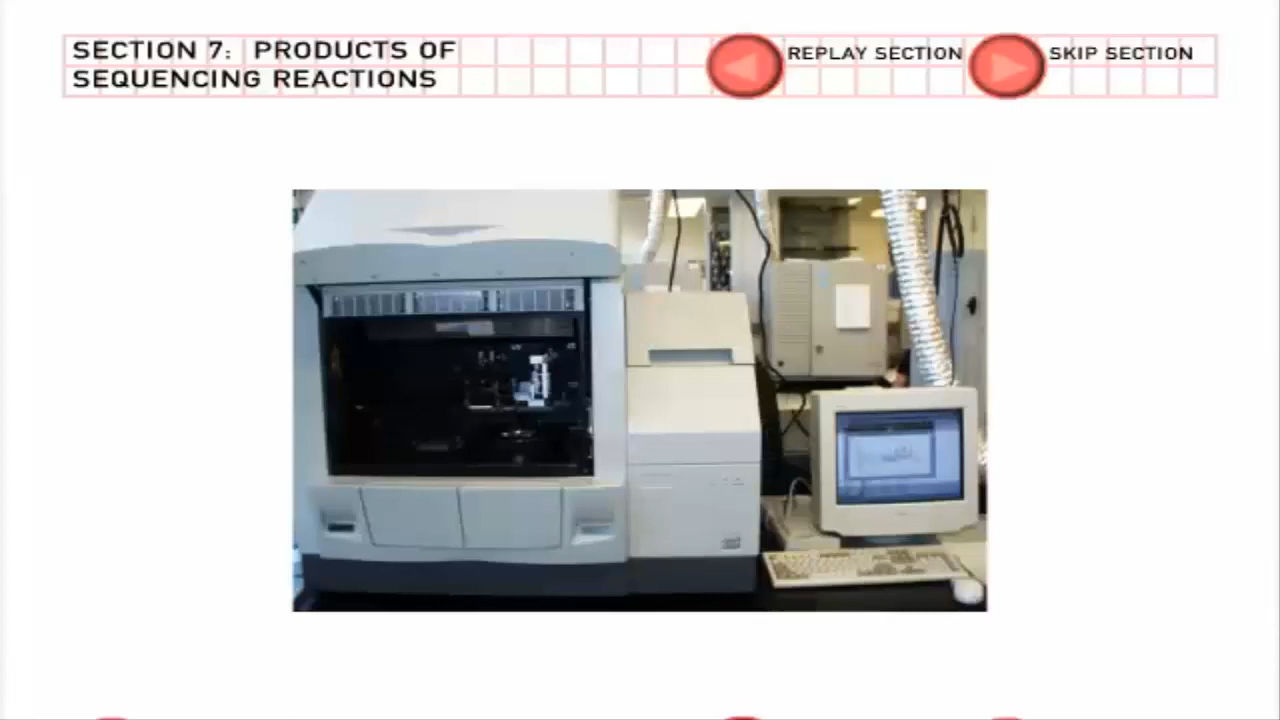 SECTION 7: PRODUCTS OF
SEQUENCING REACTIONS
REPLAY SECTION
SKIP SECTION